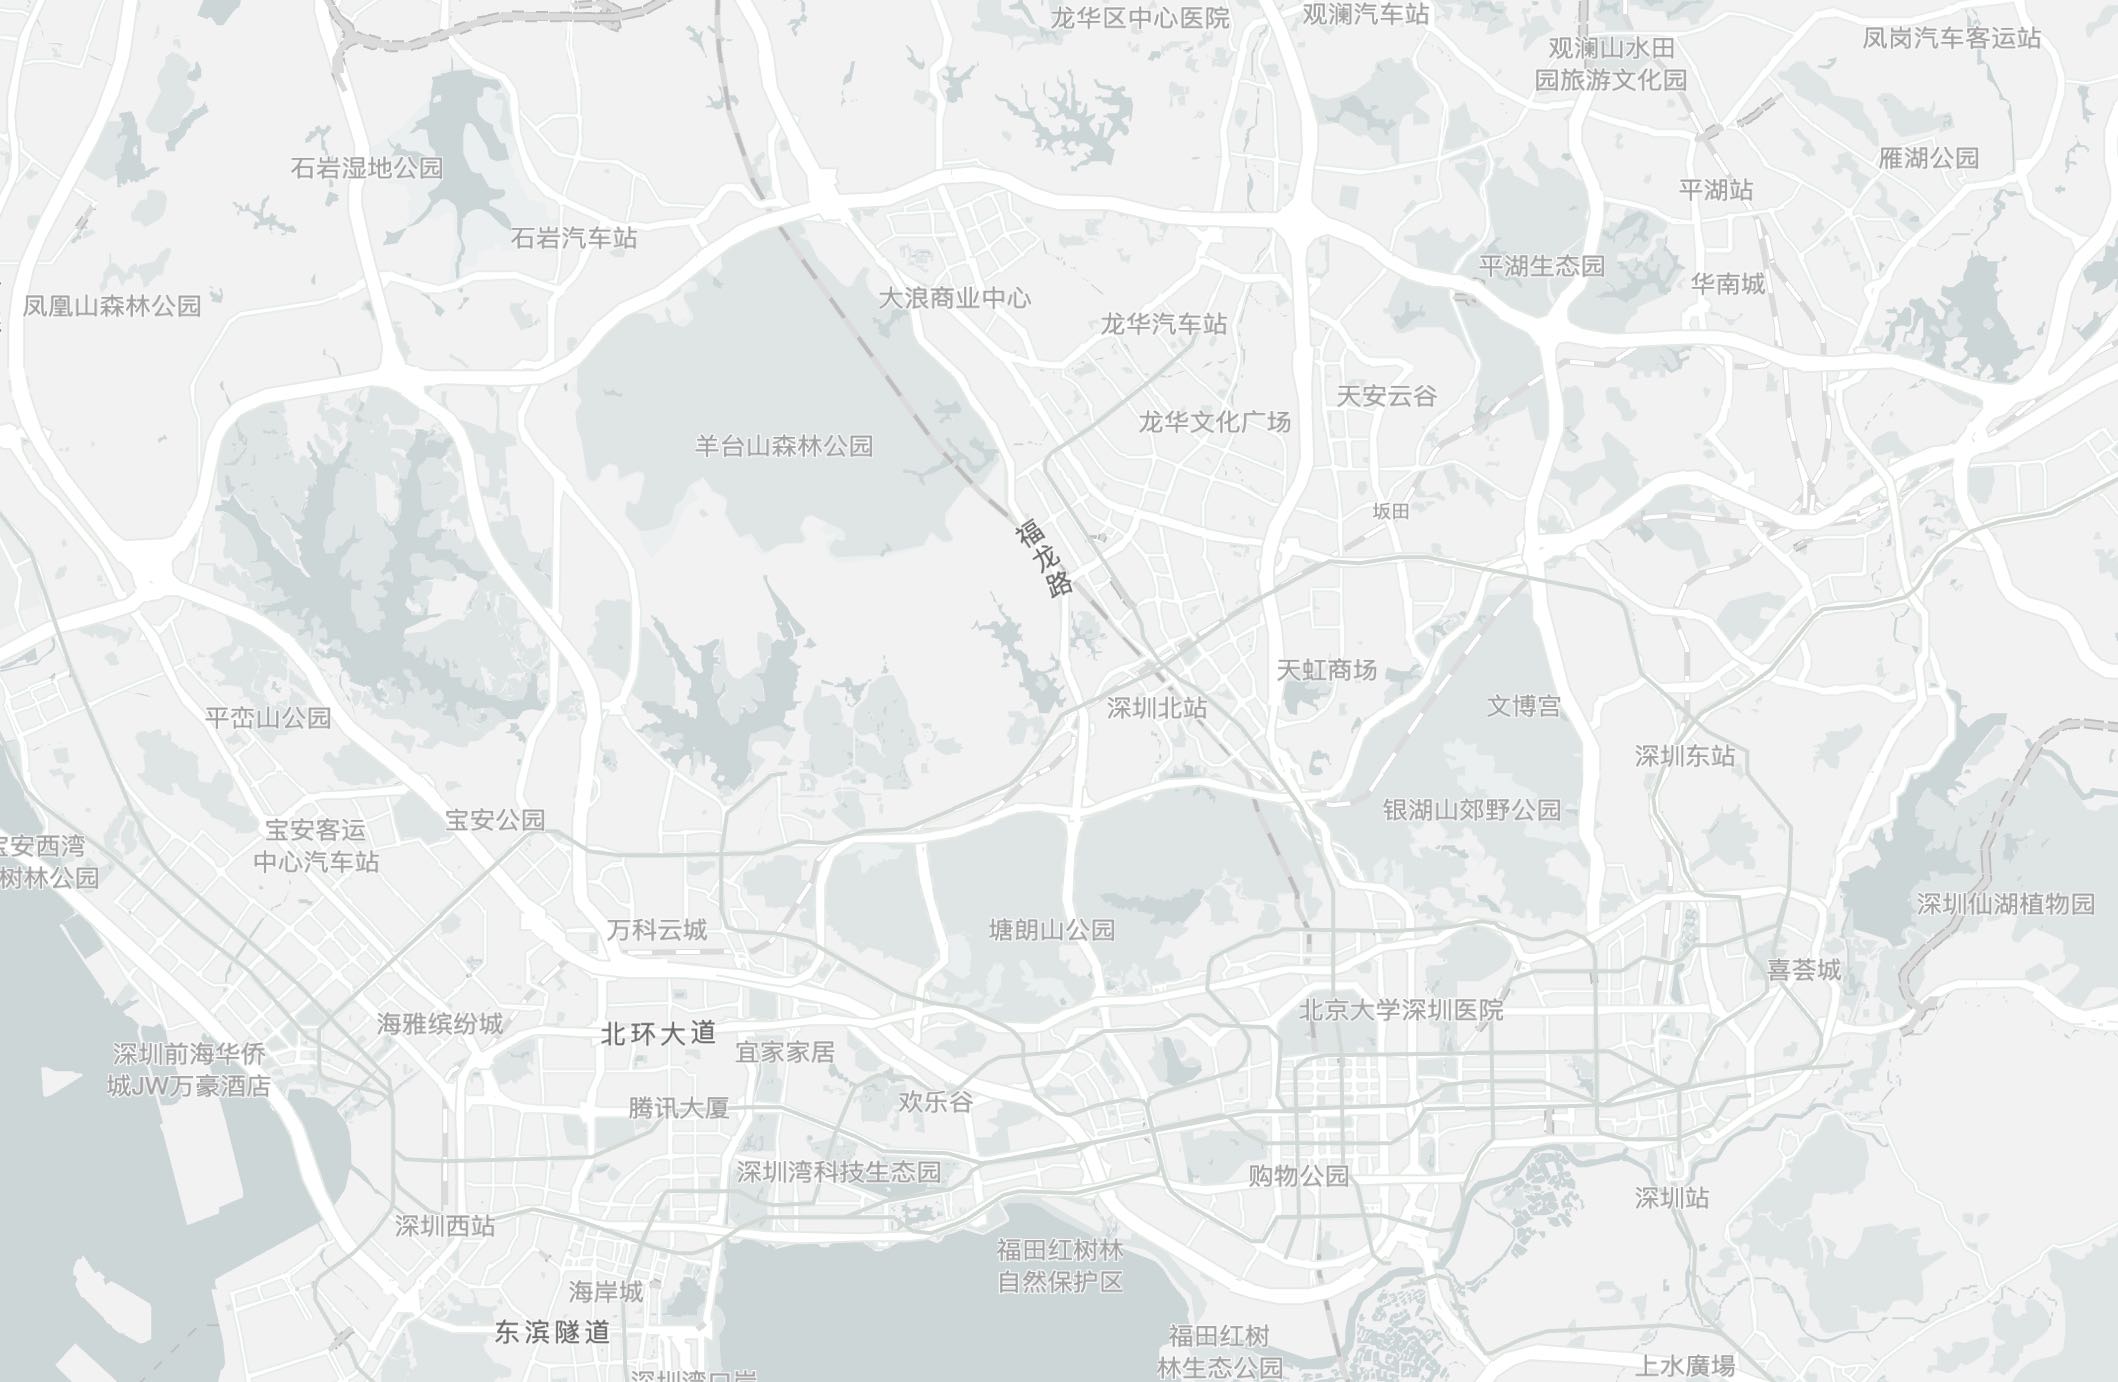 龙华区中心医院
观澜汽车站
凤岗汽车客运站
观澜山水田
园旅游文化园
雁湖公园
石岩湿地公园
平湖站
石岩汽车站
平湖生态园
华南城
凤凰山森林公园
大浪商业中心
龙华汽车站
天安云谷
龙华文化广场
羊台山森林公园
坂田
福龙路
天虹商场
深圳北站
文博宫
平峦山公园
深圳东站
银湖山郊野公园
宝安公园
宝安客运
中心汽车站
宝安西湾
树林公园
深圳仙湖植物园
万科云城
塘朗山公园
喜荟城
北京大学深圳医院
海雅缤纷城
北环大道
宜家家居
深圳前海华侨
城JW万豪酒店
欢乐谷
腾讯大厦
深圳湾科技生态园
购物公园
深圳站
深圳西站
福田红树林
自然保护区
海岸城
东滨隧道
福田红树
林生态公园
上水廣場
深圳湾口岸